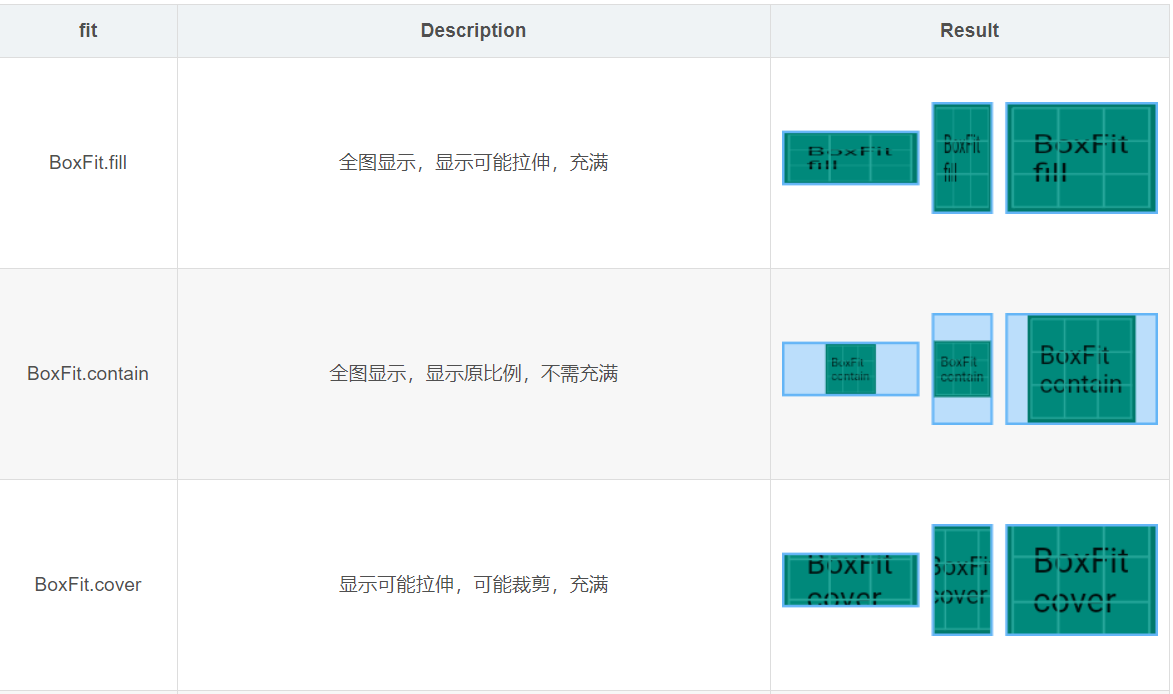 fit Description Result
BoxFit.fill 全图显示，显示可能拉伸，充满
BoxFit
fill
BoxFit
fill
BoxFit
fill
BoxFit.contain 全图显示，显示原比例，不需充满
BoxFit
contain
BoxFit
contain
BoxFit
contain
BoxFit.cover 显示可能拉伸，可能裁剪，充满
BoxFit
cover
BoxFit
cover
BoxFit
cover